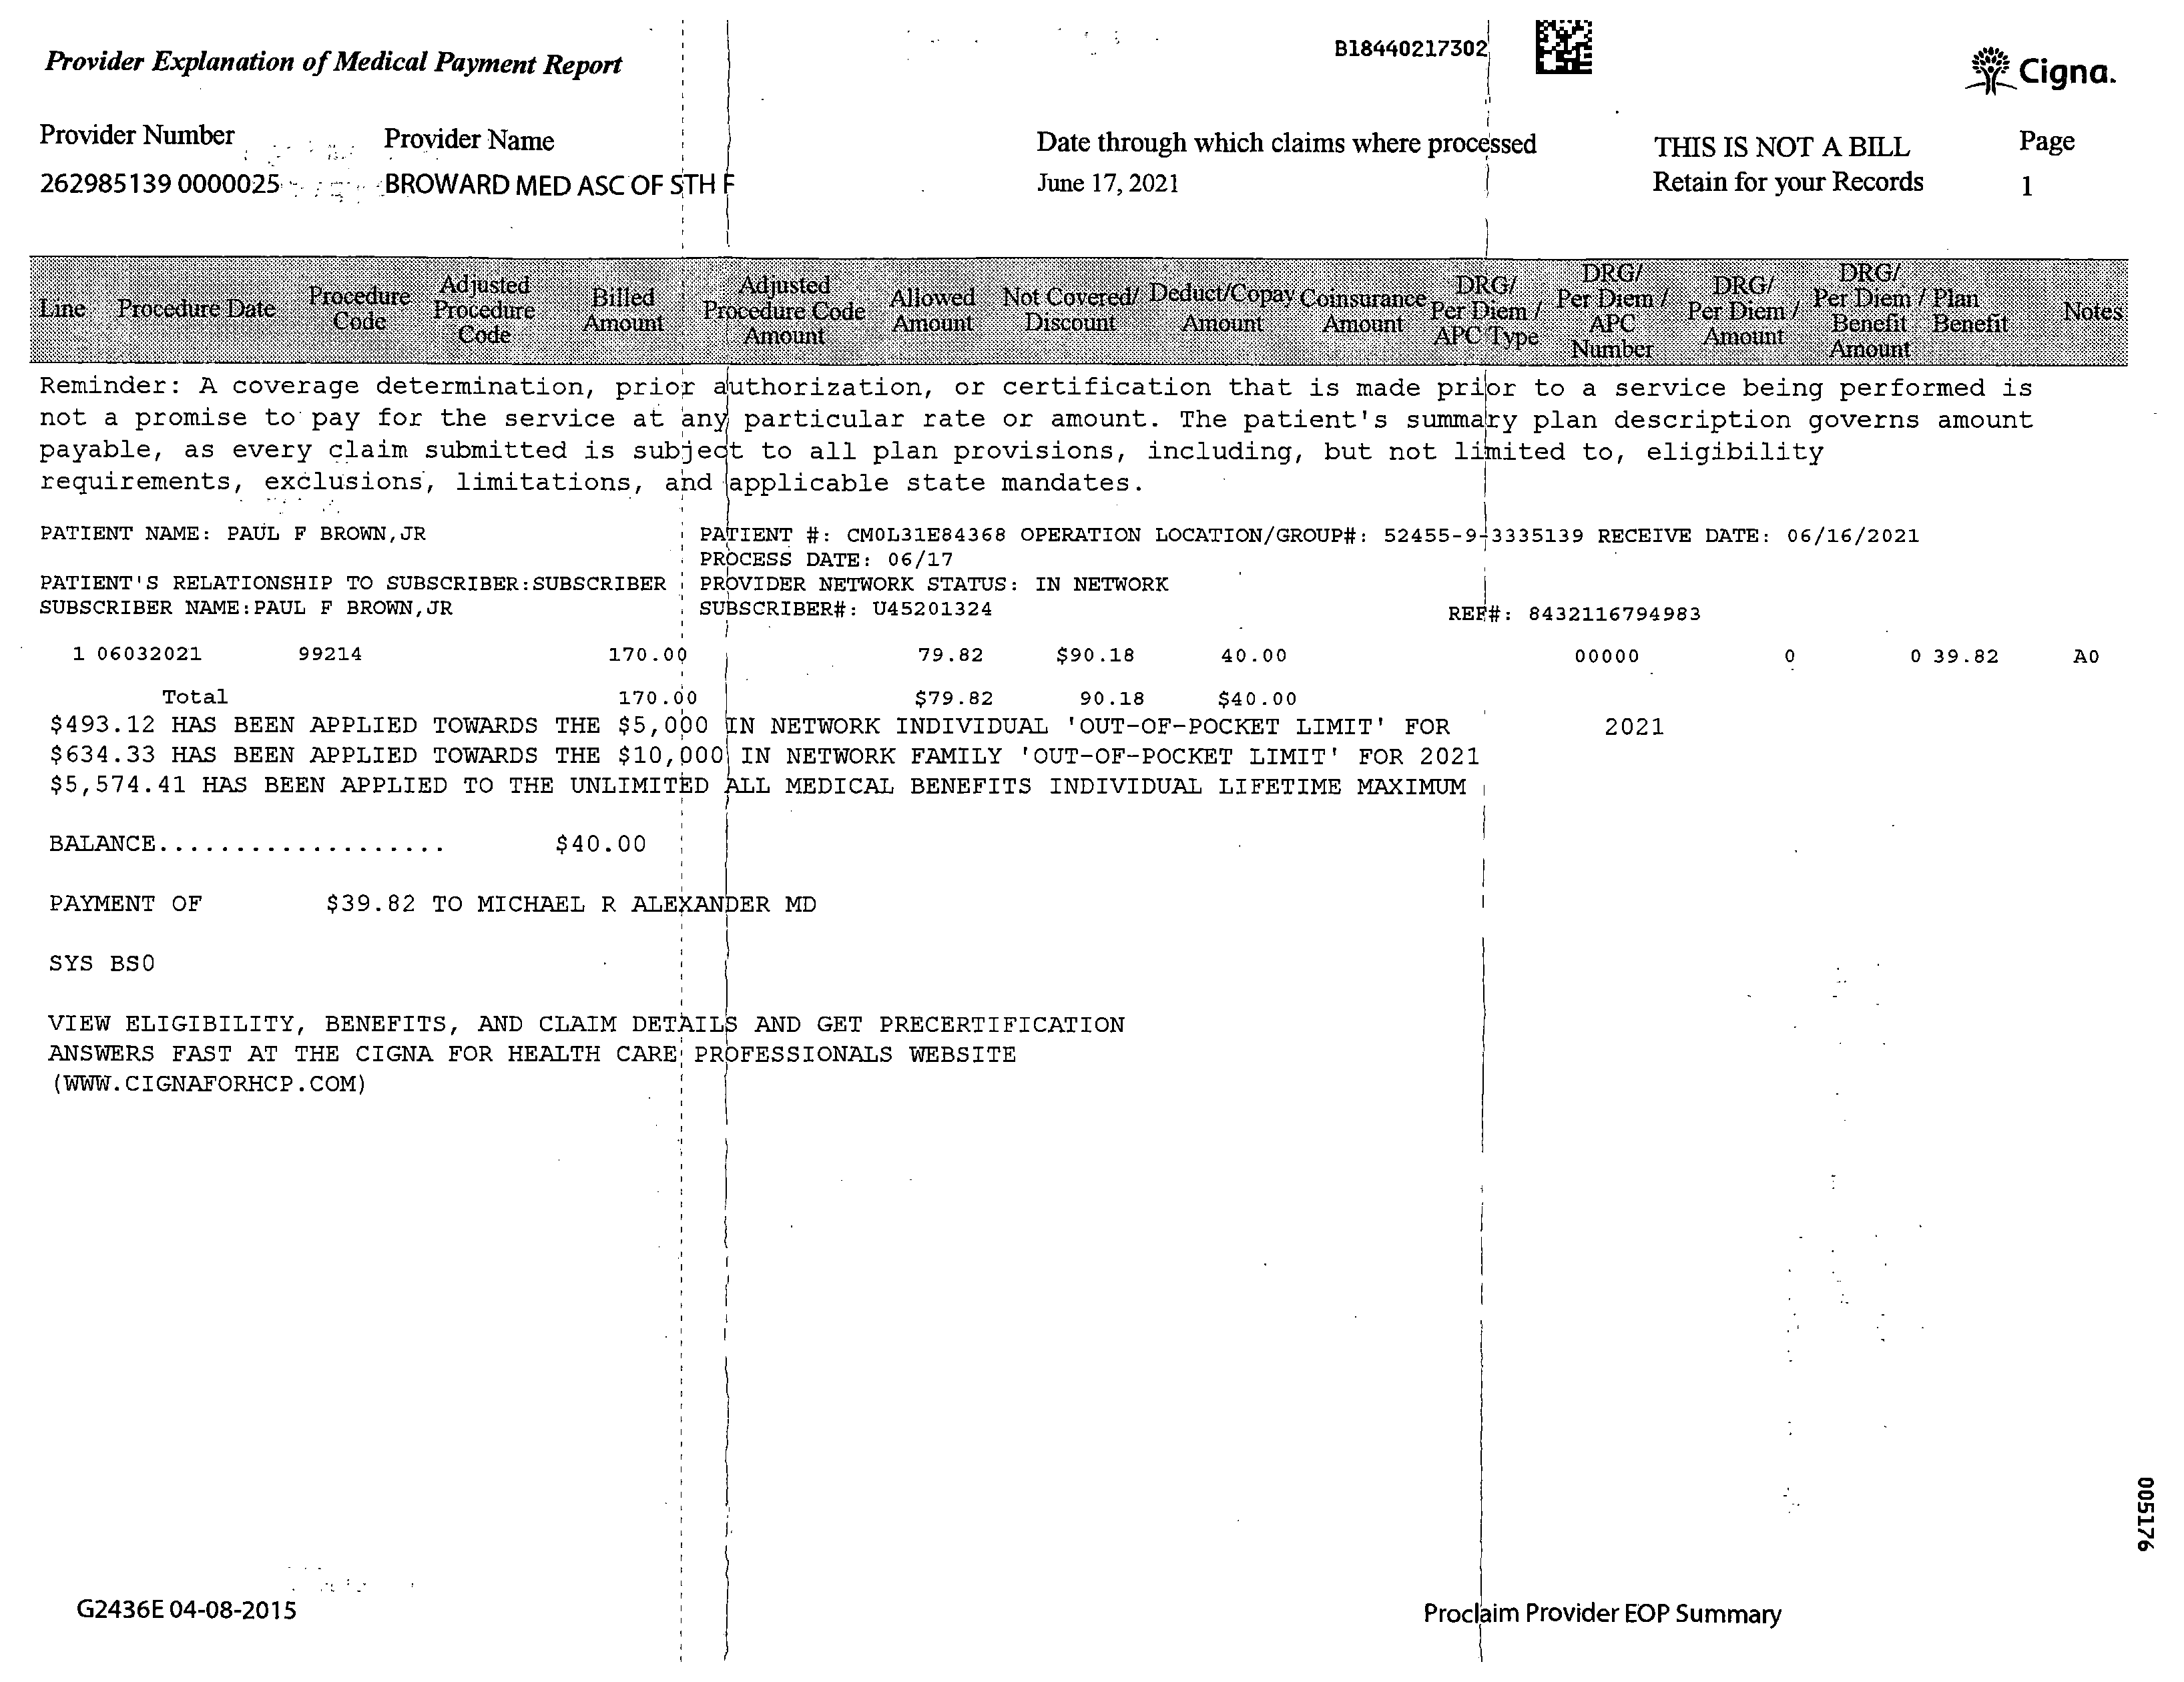 Provider Explanation of Medical Payment Report
B18440217302
Cigna.
Provider Number
Provider Name
Date through which claims where processed
THIS IS NOT A BILL
Page
262985139 0000025
BROWARD MED ASC OF STH F
June 17, 2021
Retain for your Records
1
Line
Procedure Date
Procedure Code
Adjusted Procedure Code
Billed Amount
Adjusted Procedure Code Amount
Allowed Amount
Not Covered/ Discount
Deduct/Copay Amount
Coinsurance Amount
DRG/ Per Diem / APC Type
DRG/ Per Diem / APC Number
DRG/ Per Diem / Amount
DRG/ Per Diem / Benefit Amount
Plan Benefit
Notes
Reminder: A coverage determination, prior authorization, or certification that is made prior to a service being performed is
not a promise to pay for the service at any particular rate or amount. The patient's summary plan description governs amount
payable, as every claim submitted is subject to all plan provisions, including, but not limited to, eligibility
requirements, exclusions, limitations, and applicable state mandates.
PATIENT NAME: PAUL F BROWN,JR
PATIENT #: CM0L31E84368 OPERATION LOCATION/GROUP#: 52455-9-3335139 RECEIVE DATE: 06/16/2021
PROCESS DATE: 06/17
PATIENT'S RELATIONSHIP TO SUBSCRIBER:SUBSCRIBER
PROVIDER NETWORK STATUS: IN NETWORK
SUBSCRIBER NAME:PAUL F BROWN,JR
SUBSCRIBER#: U45201324
REF#: 8432116794983
1 06032021 99214 170.00 79.82 $90.18 40.00 00000 0 0 39.82 A0
Total 170.00 $79.82 90.18 $40.00
$493.12 HAS BEEN APPLIED TOWARDS THE $5,000 IN NETWORK INDIVIDUAL 'OUT-OF-POCKET LIMIT' FOR 2021
$634.33 HAS BEEN APPLIED TOWARDS THE $10,000 IN NETWORK FAMILY 'OUT-OF-POCKET LIMIT' FOR 2021
$5,574.41 HAS BEEN APPLIED TO THE UNLIMITED ALL MEDICAL BENEFITS INDIVIDUAL LIFETIME MAXIMUM
BALANCE................... $40.00
PAYMENT OF $39.82 TO MICHAEL R ALEXANDER MD
SYS BS0
VIEW ELIGIBILITY, BENEFITS, AND CLAIM DETAILS AND GET PRECERTIFICATION
ANSWERS FAST AT THE CIGNA FOR HEALTH CARE PROFESSIONALS WEBSITE
(WWW.CIGNAFORHCP.COM)
005176
G2436E 04-08-2015
Proclaim Provider EOP Summary